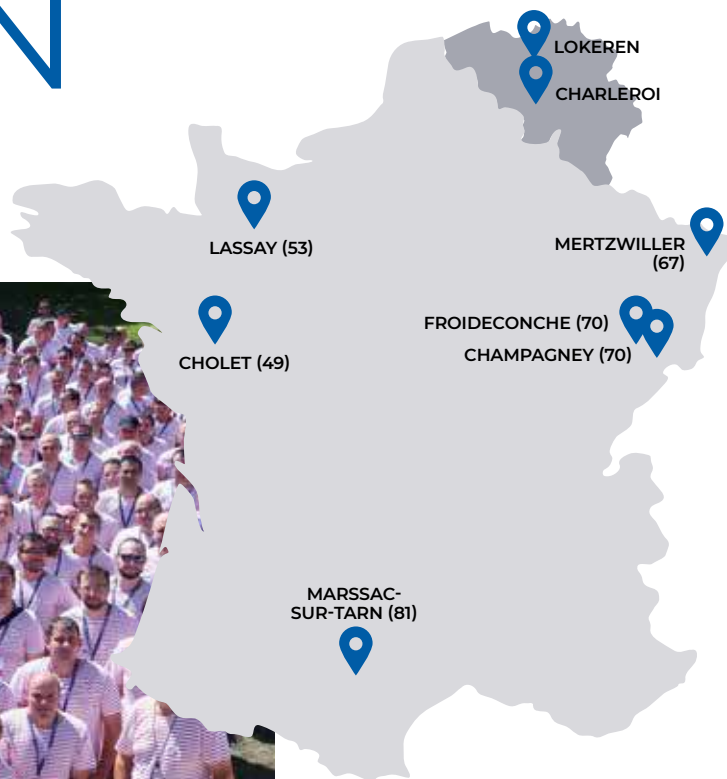 N
LOKEREN
CHARLEROI
LASSAY (53)
MERTZWILLER
(67)
FROIDECONCHE (70)
CHAMPAGNEY (70)
CHOLET (49)
MARSSAC-
SUR-TARN (81)